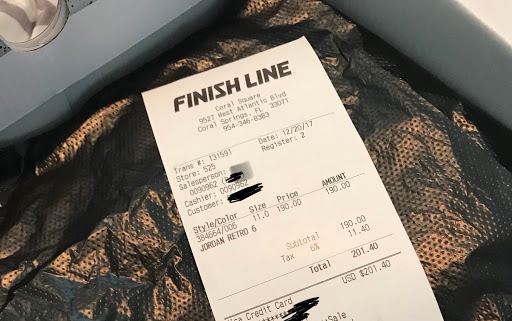 FINISH LINE
Coral Square
9527 West Atlantic Blvd
Coral Springs, FL 33071
954-346-8383
Trans #: 131591 Date: 12/20/17
Store: 525 Register: 2
Salesperson:
0090962
Cashier: 0090962
Customer:
Style/Color Size Price AMOUNT
384664/006 11.0 190.00 190.00
JORDAN RETRO 6
Subtotal 190.00
Tax 6% 11.40
Total 201.40
USD $201.40
Credit Card
Sale